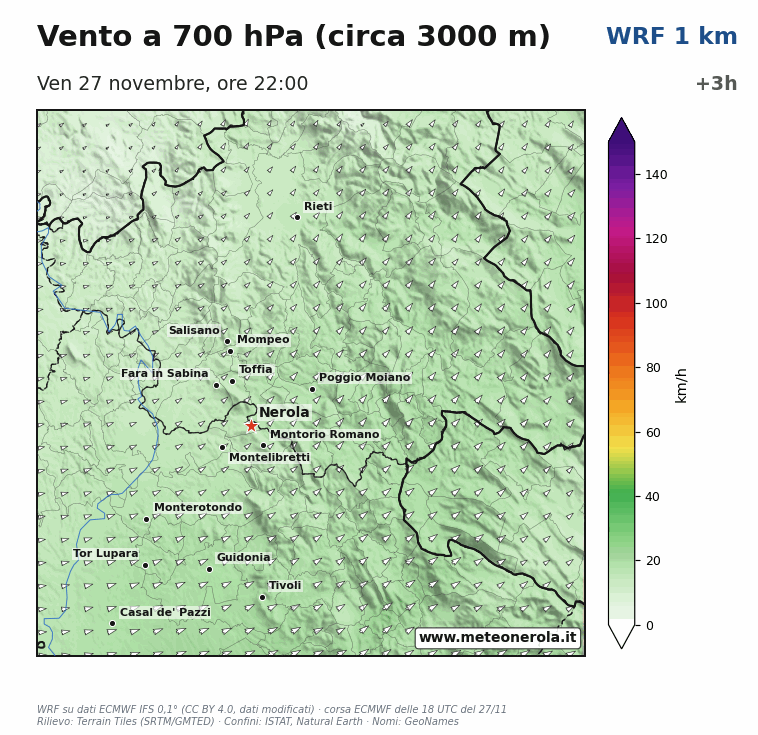 Vento a 700 hPa (circa 3000 m)
WRF 1 km
Ven 27 novembre, ore 22:00
+3h
Rieti
Salisano
Mompeo
Toffia
Fara in Sabina
Poggio Moiano
Nerola
Montorio Romano
Montelibretti
Monterotondo
Tor Lupara
Guidonia
Tivoli
Casal de' Pazzi
www.meteonerola.it
140
120
100
80
60
40
20
0
km/h
WRF su dati ECMWF IFS 0,1° (CC BY 4.0, dati modificati) · corsa ECMWF delle 18 UTC del 27/11
Rilievo: Terrain Tiles (SRTM/GMTED) · Confini: ISTAT, Natural Earth · Nomi: GeoNames